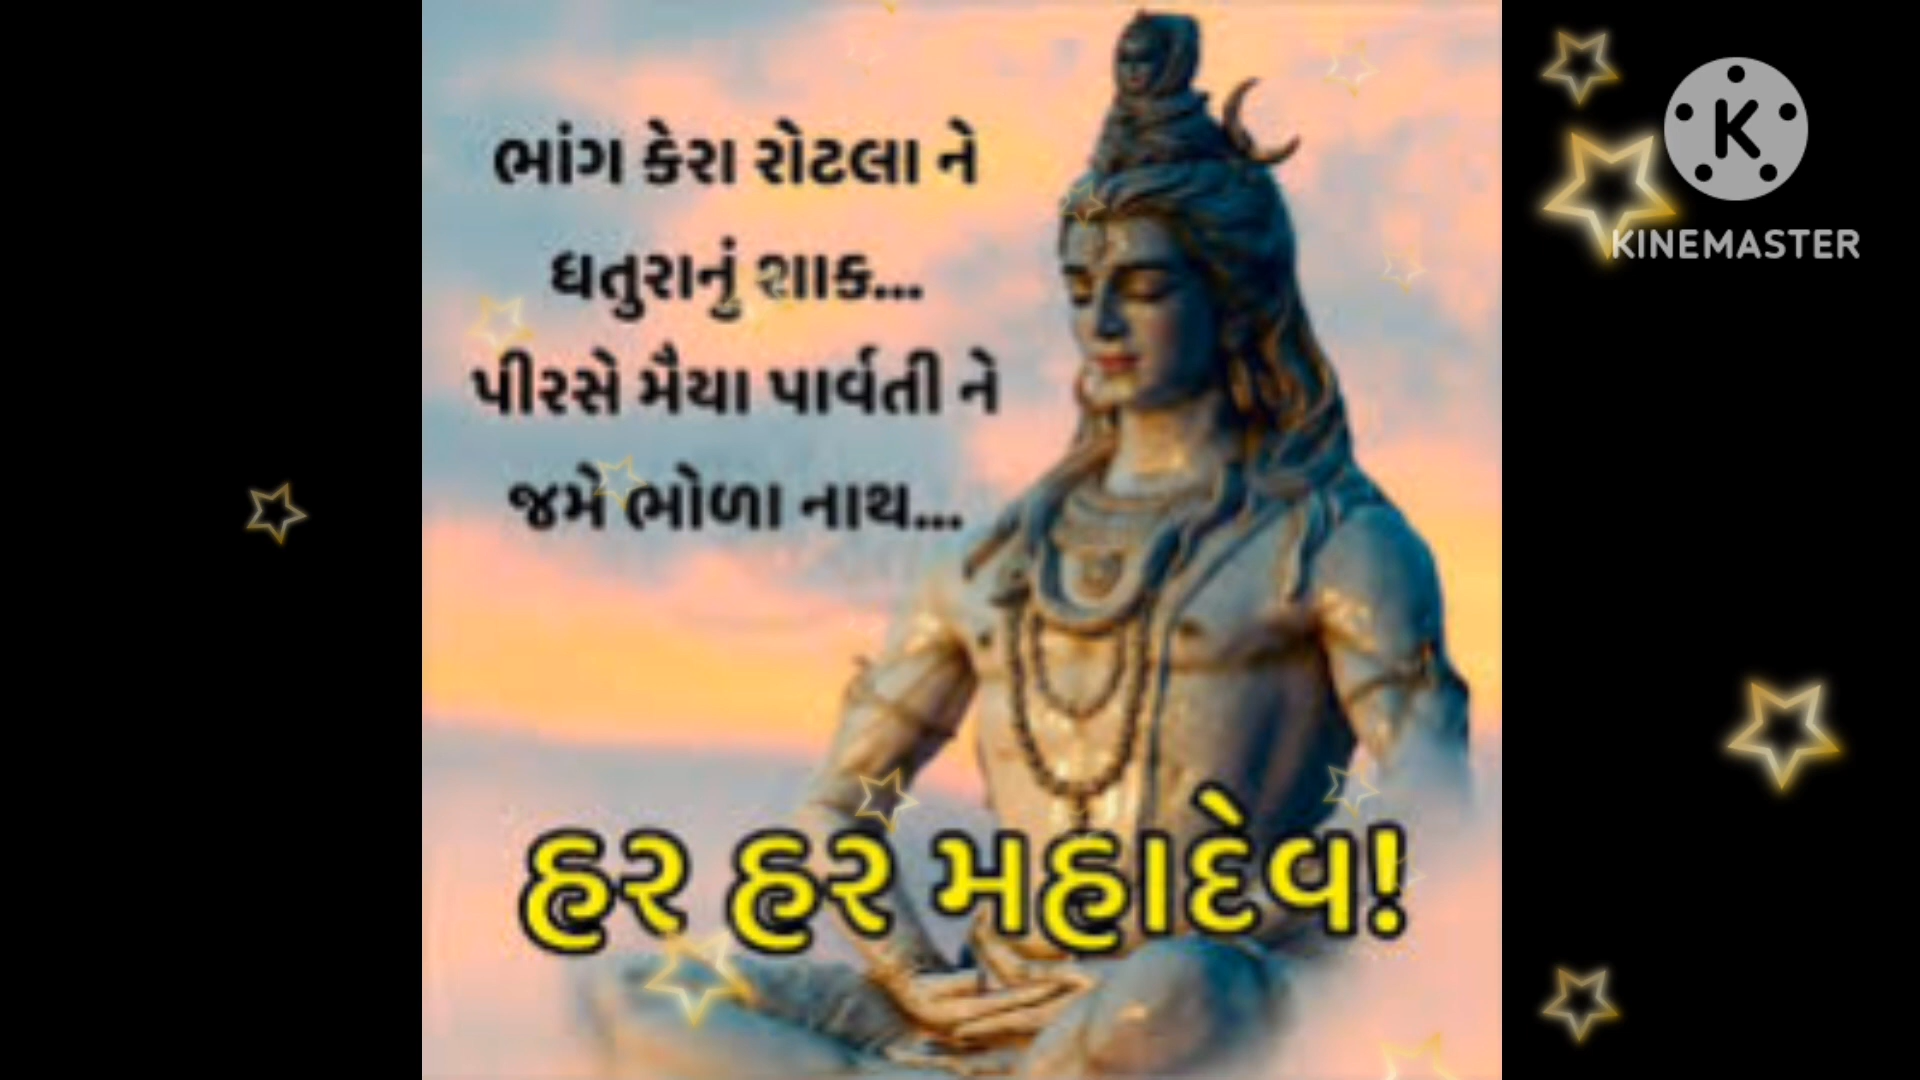 ભાંગ કેરા રોટલા ને
ધતુરાનું શાક...
પીરસે મૈયા પાર્વતી ને
જમે ભોળા નાથ...
હર હર મહાદેવ!
K
KINEMASTER